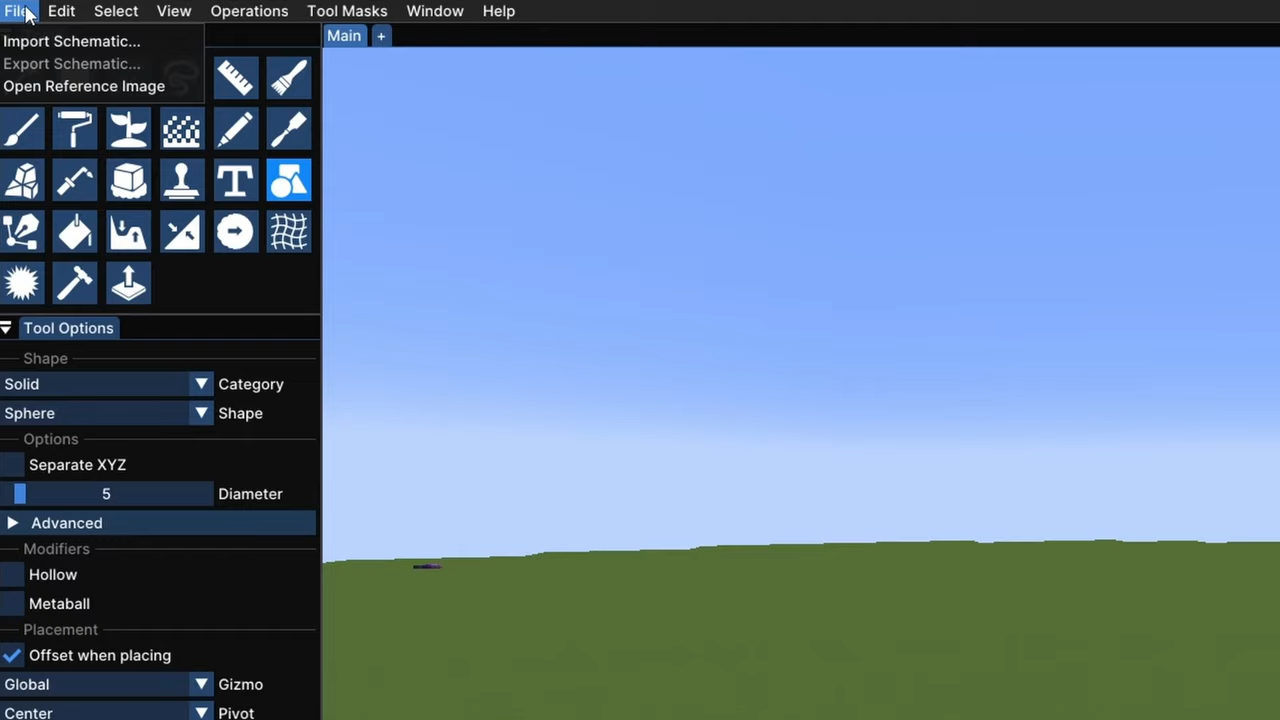 File Edit Select View Operations Tool Masks Window Help
Import Schematic...
Export Schematic...
Open Reference Image
Main +
T
Tool Options
Shape
Solid Category
Sphere Shape
Options
Separate XYZ
5 Diameter
Advanced
Modifiers
Hollow
Metaball
Placement
Offset when placing
Global Gizmo
Center Pivot